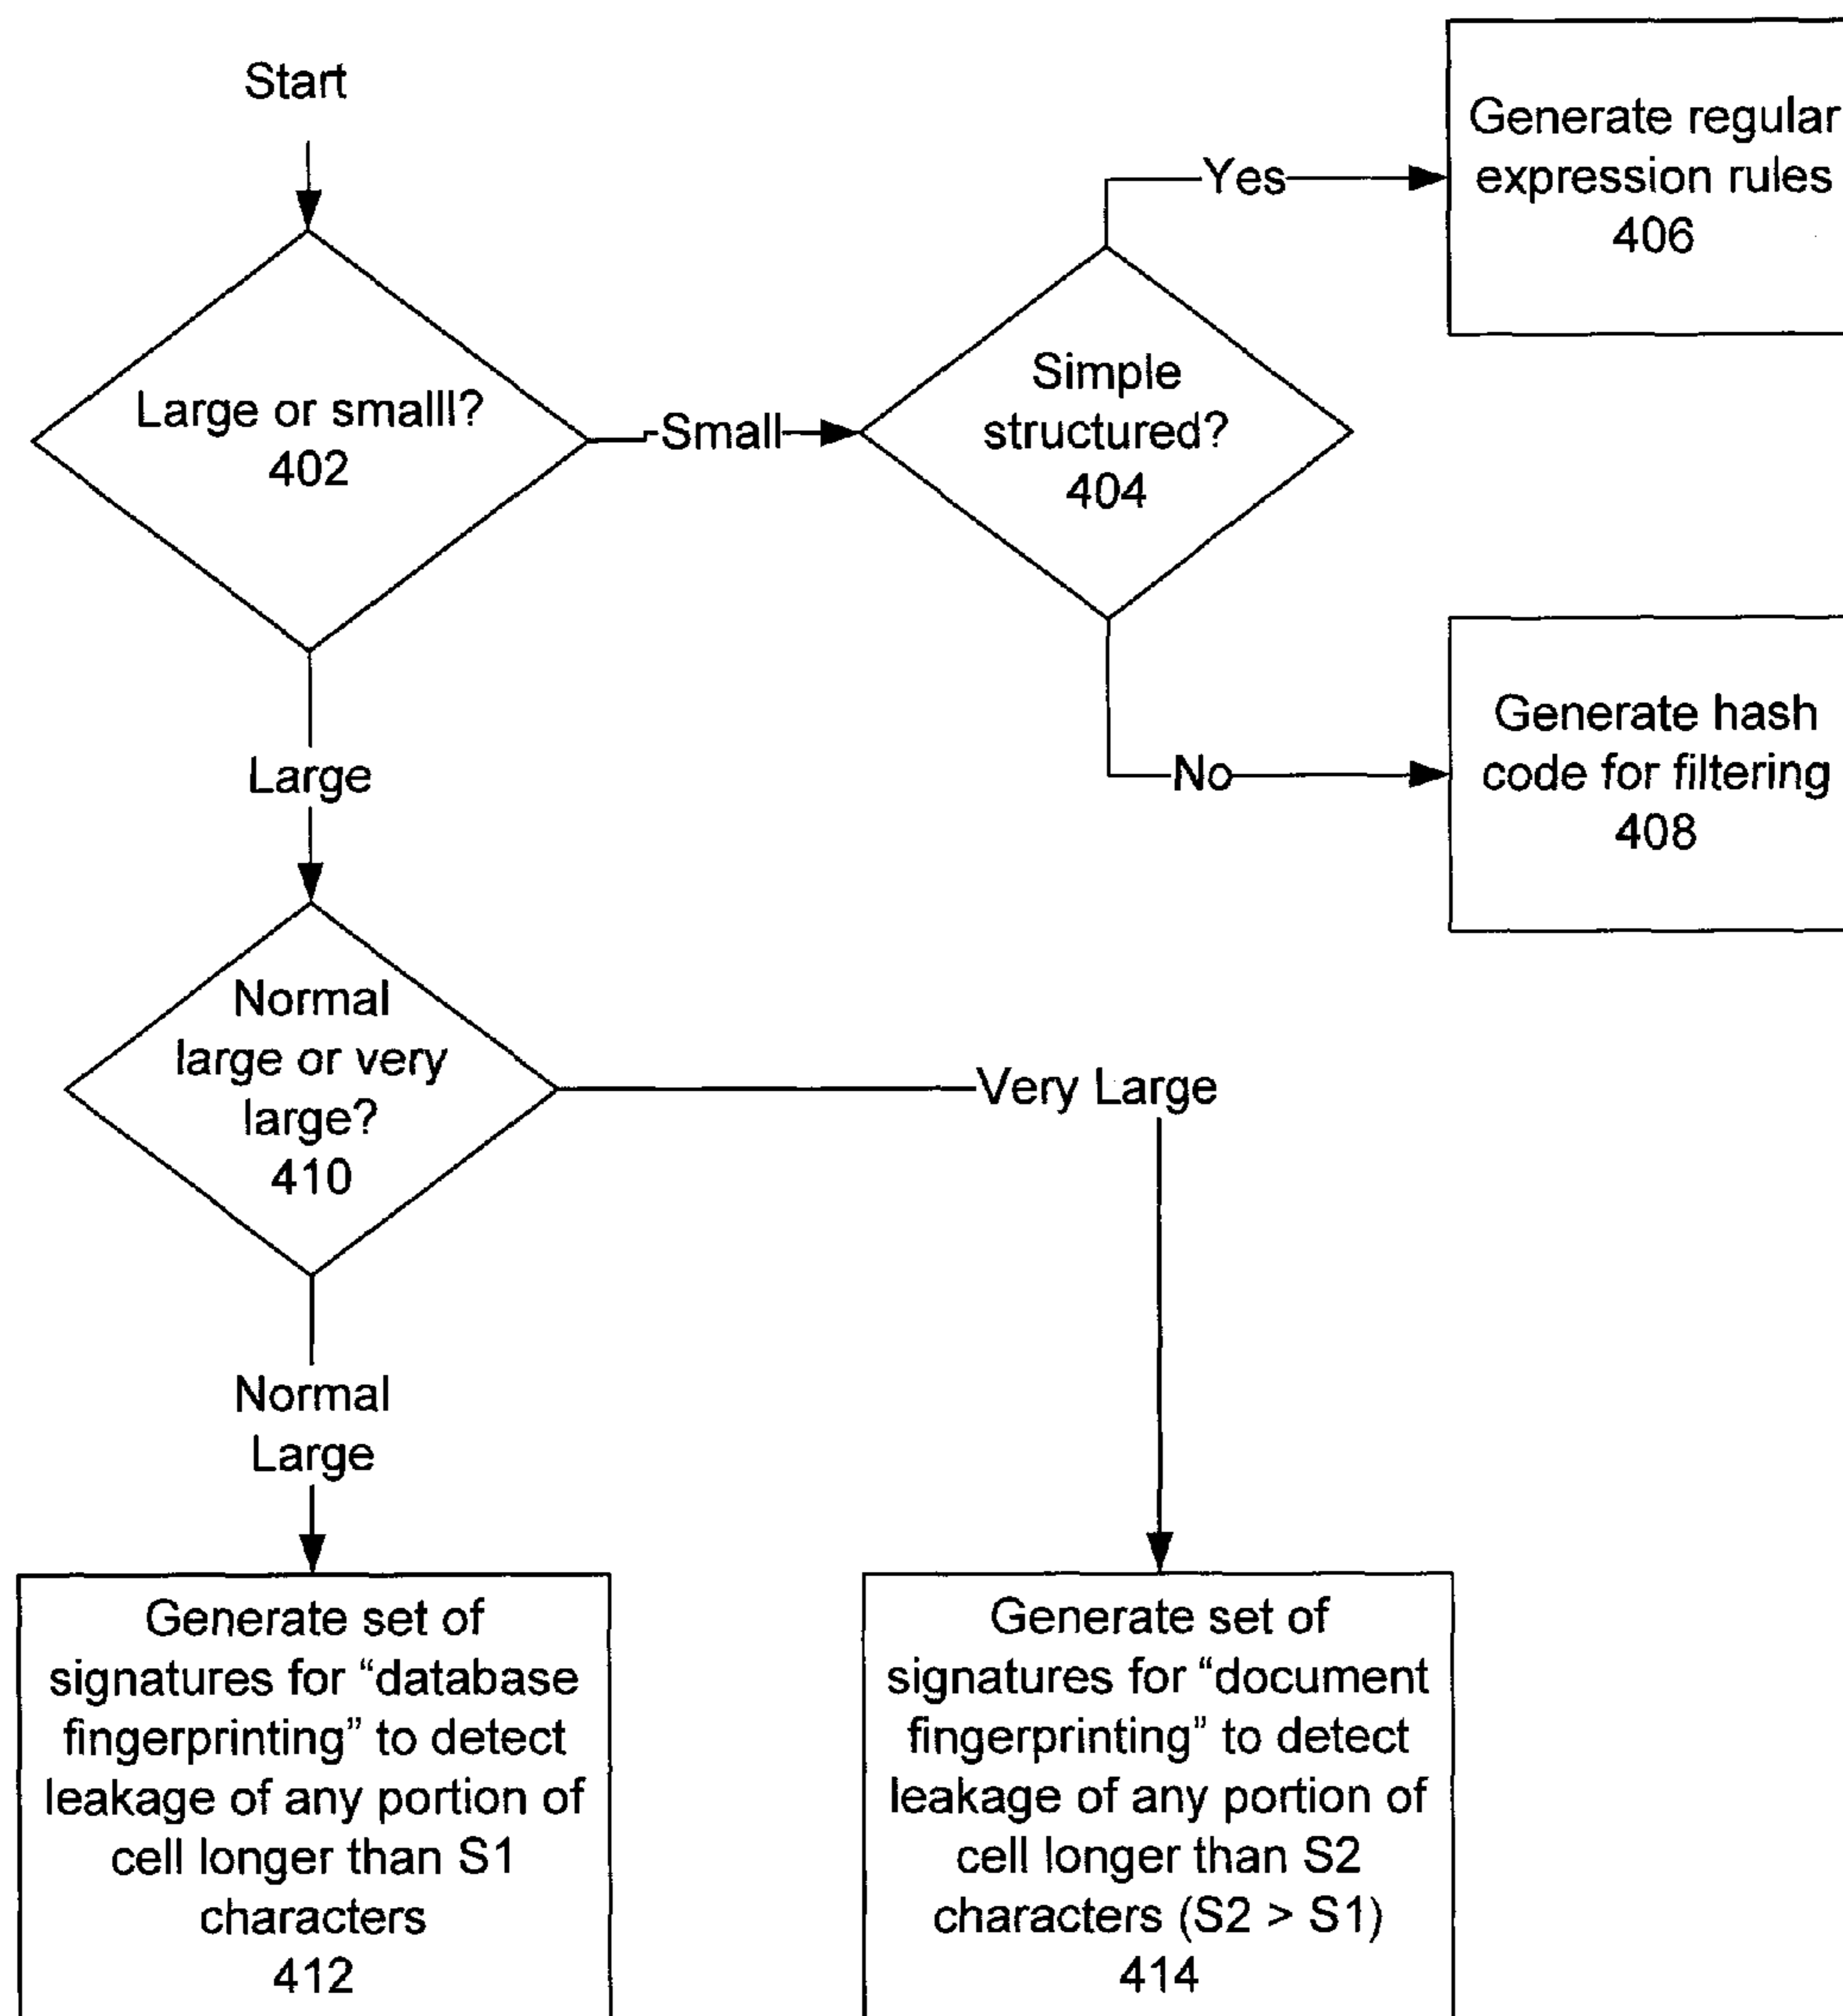 Start
Large or smalll?
402
Small
Simple
structured?
404
Yes
Generate regular
expression rules
406
No
Generate hash
code for filtering
408
Large
Normal
large or very
large?
410
Very Large
Normal
Large
Generate set of
signatures for “database
fingerprinting” to detect
leakage of any portion of
cell longer than S1
characters
412
Generate set of
signatures for “document
fingerprinting” to detect
leakage of any portion of
cell longer than S2
characters (S2 > S1)
414